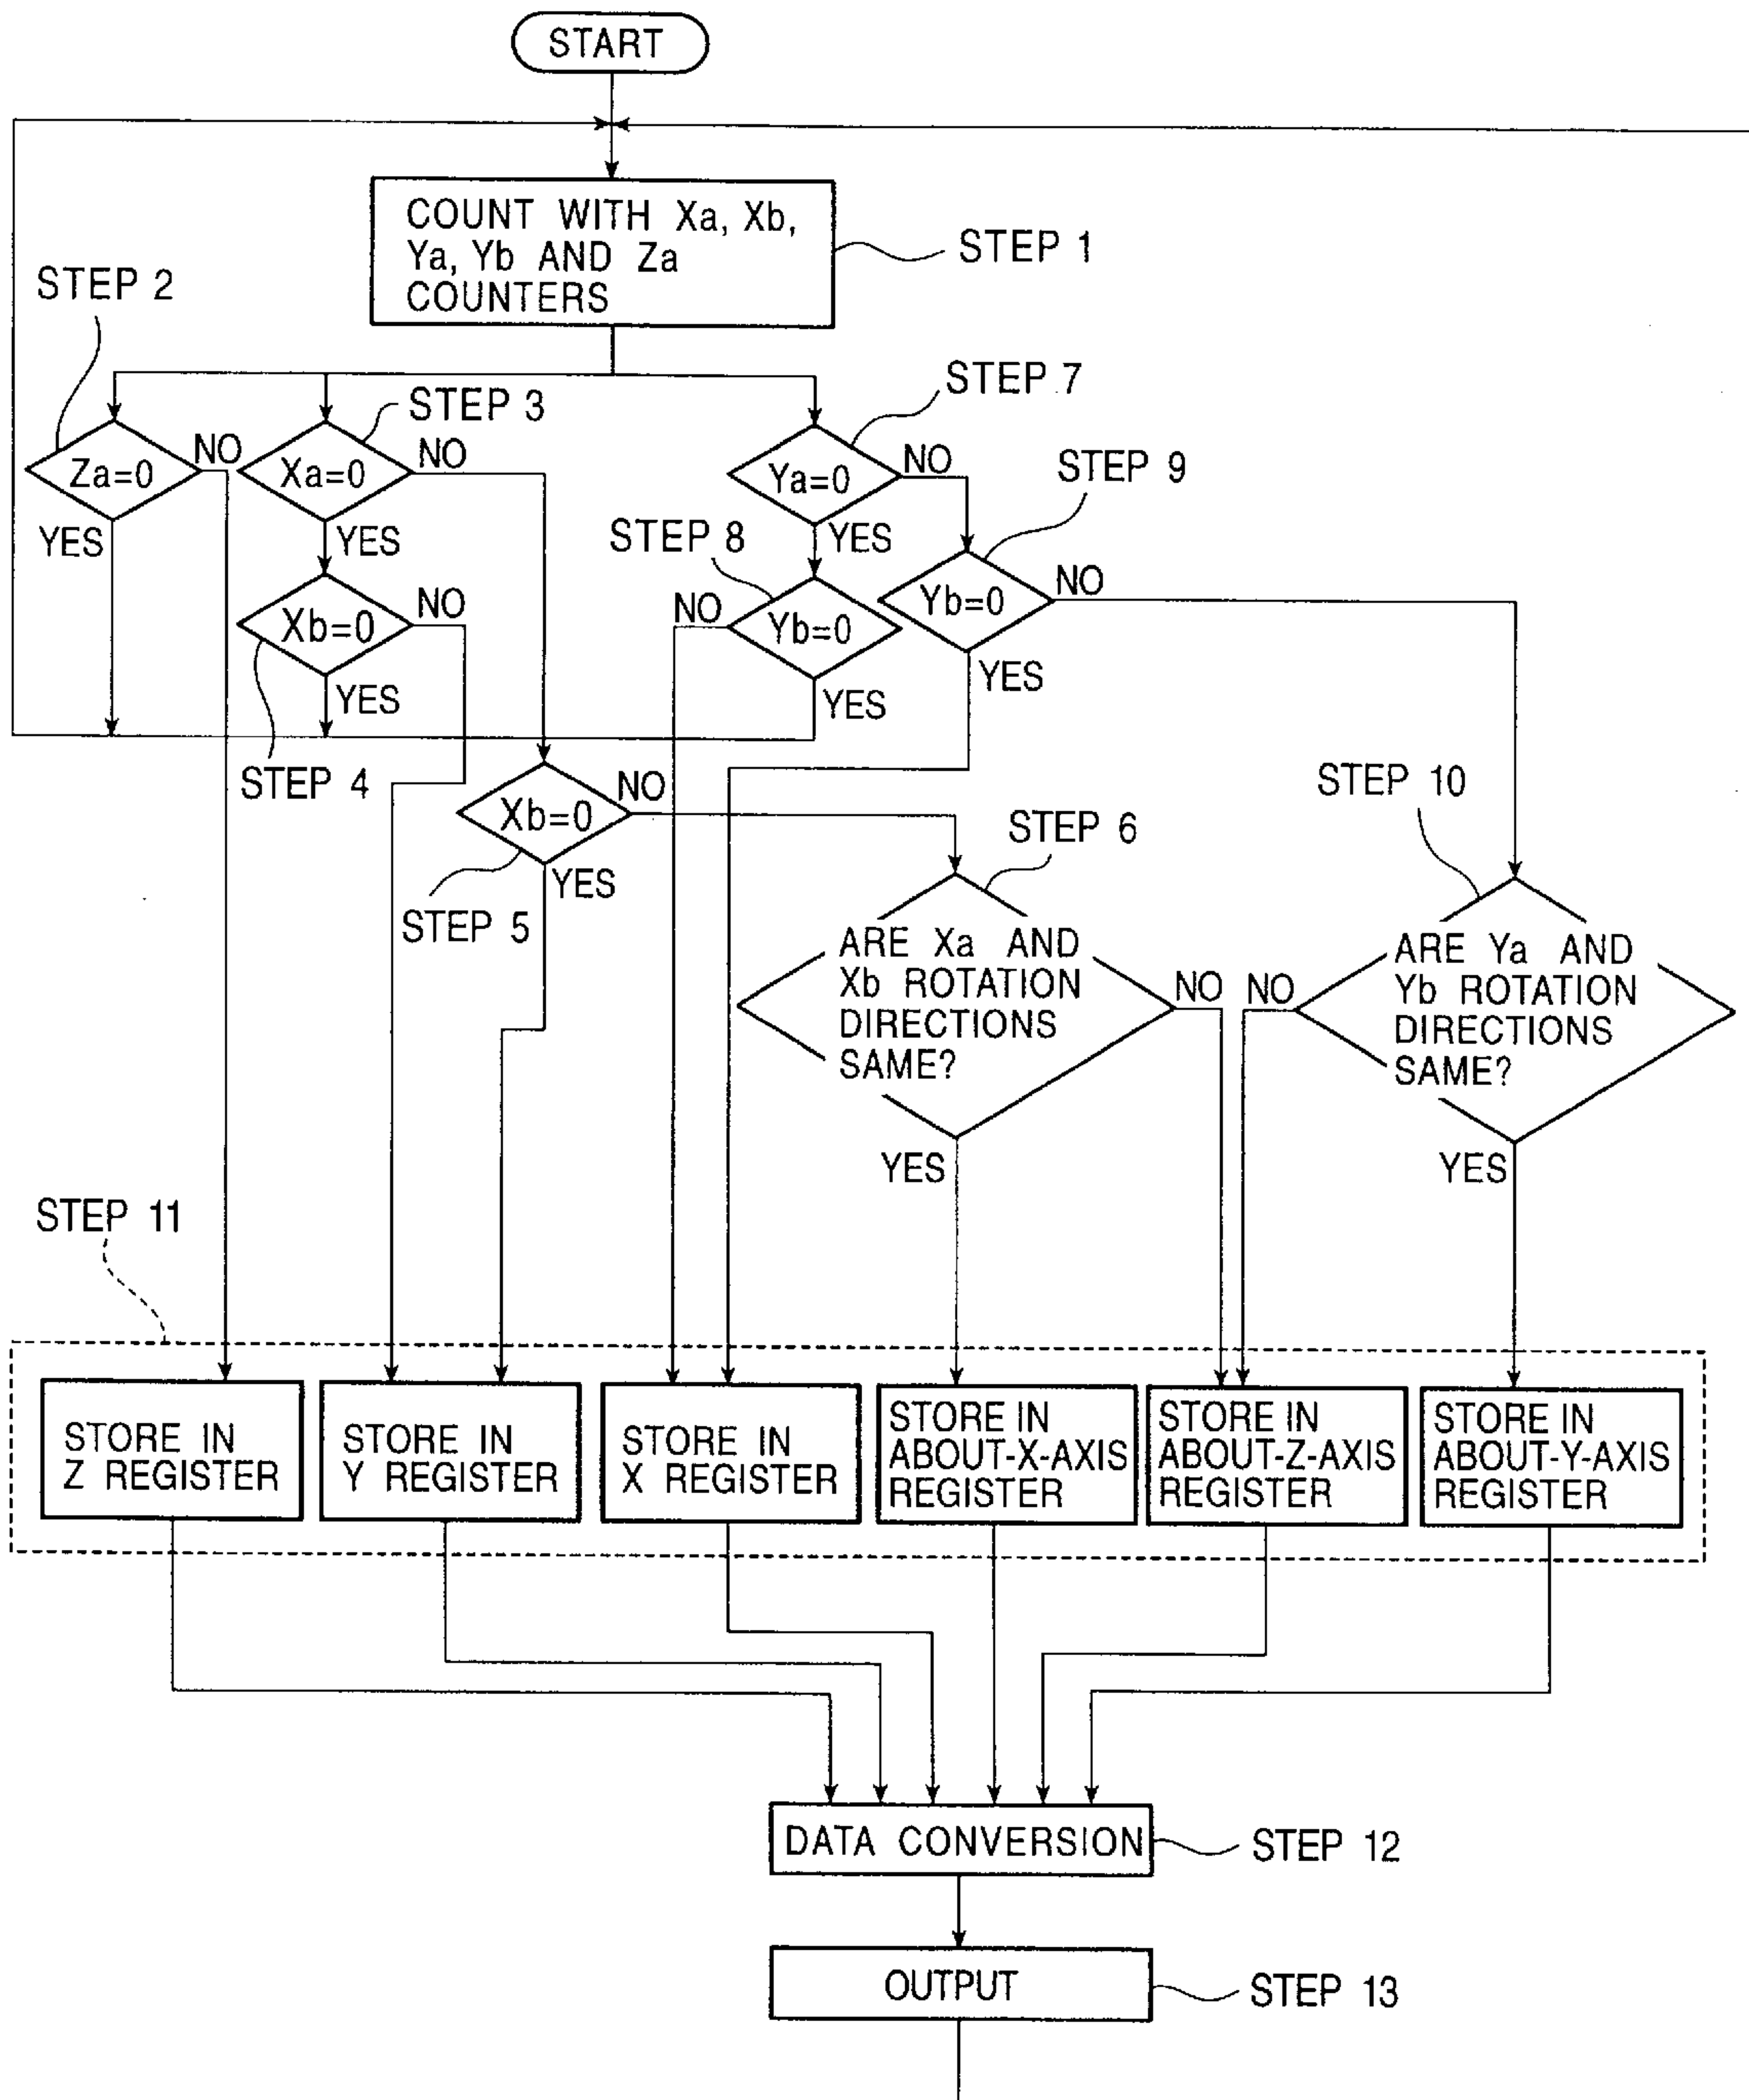 START
COUNT WITH Xa, Xb,
Ya, Yb AND Za
COUNTERS
STEP 1
STEP 2
STEP 3
STEP 7
Za=0
NO
YES
Xa=0
NO
YES
Ya=0
NO
YES
STEP 9
STEP 8
Xb=0
NO
YES
STEP 4
Yb=0
NO
YES
Yb=0
NO
YES
Xb=0
NO
YES
STEP 5
STEP 6
STEP 10
ARE Xa AND
Xb ROTATION
DIRECTIONS
SAME?
NO
YES
ARE Ya AND
Yb ROTATION
DIRECTIONS
SAME?
NO
YES
STEP 11
STORE IN
Z REGISTER
STORE IN
Y REGISTER
STORE IN
X REGISTER
STORE IN
ABOUT-X-AXIS
REGISTER
STORE IN
ABOUT-Z-AXIS
REGISTER
STORE IN
ABOUT-Y-AXIS
REGISTER
DATA CONVERSION
STEP 12
OUTPUT
STEP 13